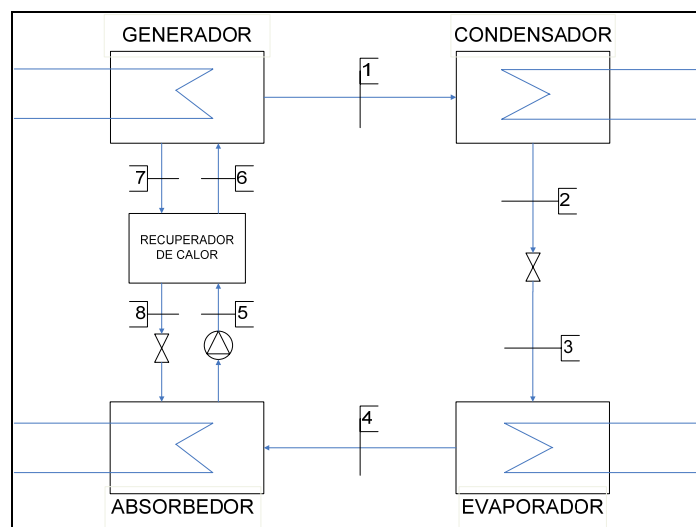 GENERADOR
CONDENSADOR
1
7
6
2
RECUPERADOR
DE CALOR
8
5
3
4
ABSORBEDOR
EVAPORADOR